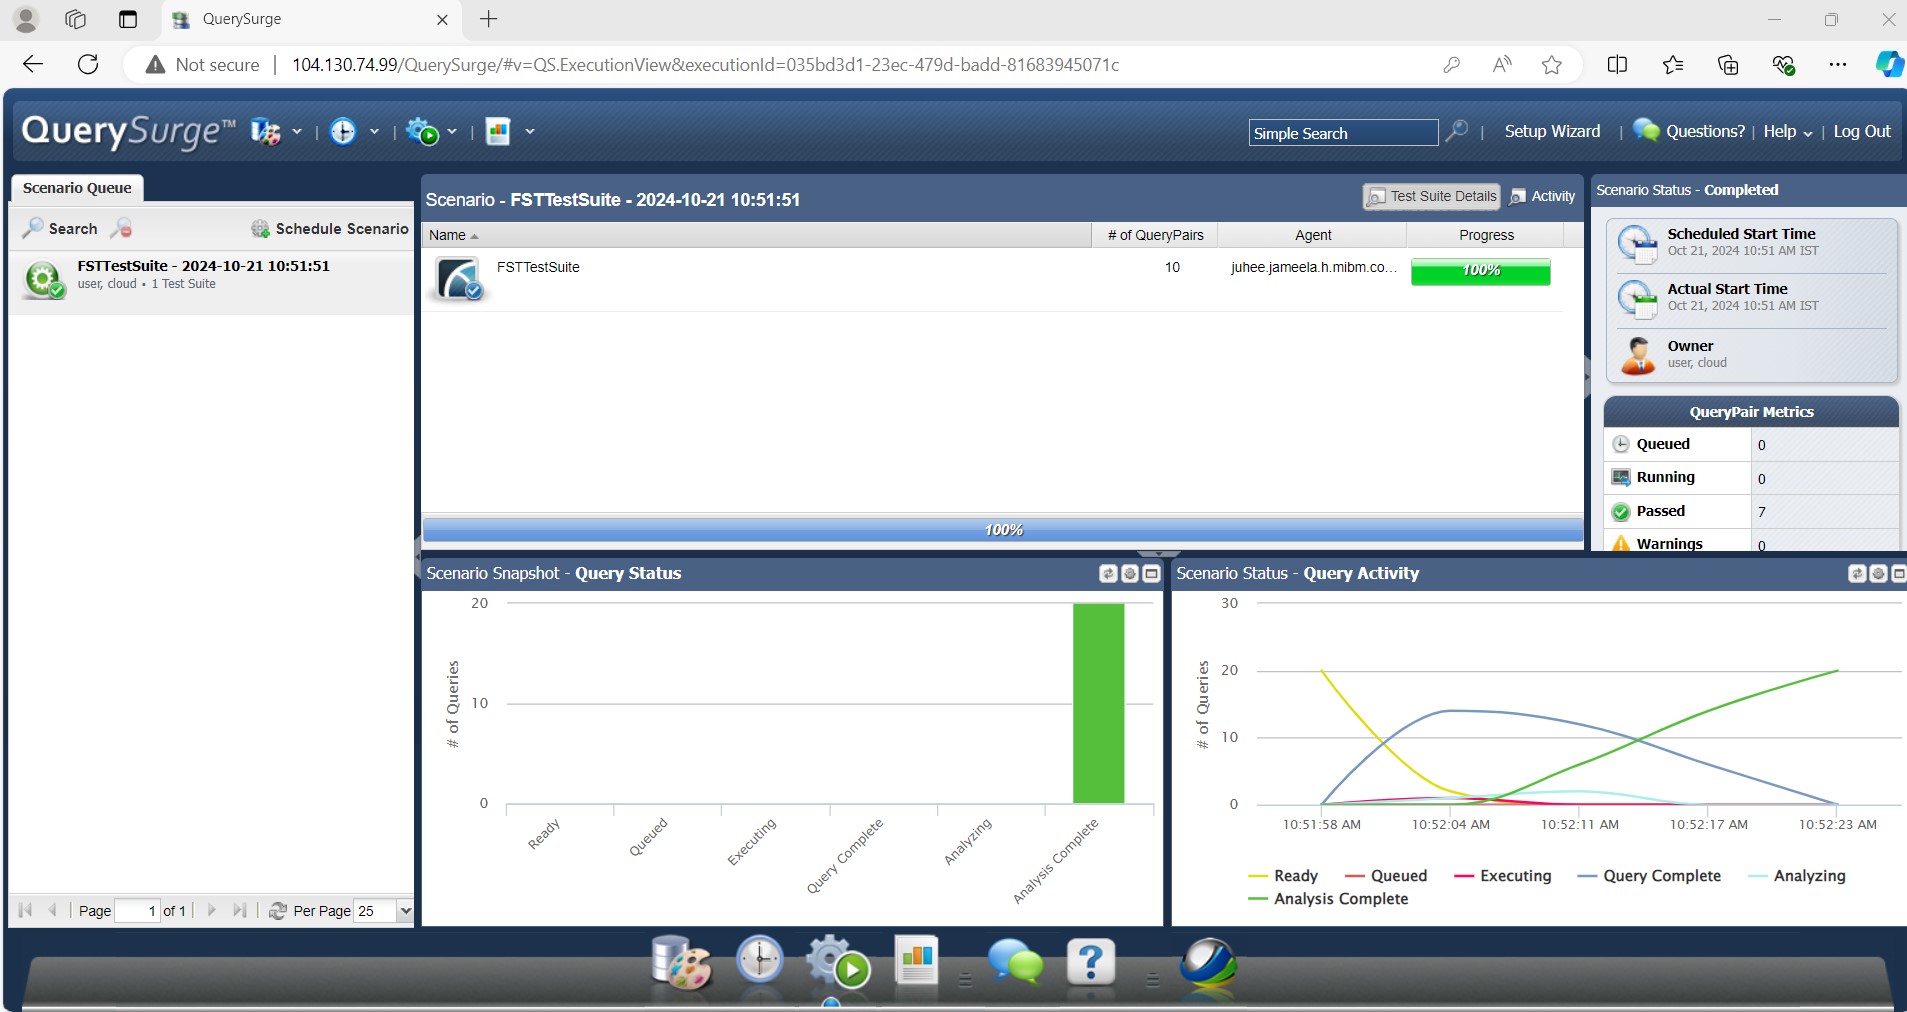 QuerySurge
Not secure
104.130.74.99/QuerySurge/#v=QS.ExecutionView&executionId=035bd3d1-23ec-479d-badd-81683945071c
QuerySurge™
Simple Search
Setup Wizard
Questions?
Help
Log Out
Scenario Queue
Search
Schedule Scenario
FSTTestSuite - 2024-10-21 10:51:51
user, cloud • 1 Test Suite
Page 1 of 1
Per Page 25
Scenario - FSTTestSuite - 2024-10-21 10:51:51
Test Suite Details
Activity
Name # of QueryPairs Agent Progress
FSTTestSuite 10 juhee.jameela.h.mibm.co... 100%
100%
Scenario Status - Completed
Scheduled Start Time
Oct 21, 2024 10:51 AM IST
Actual Start Time
Oct 21, 2024 10:51 AM IST
Owner
user, cloud
QueryPair Metrics
Queued 0
Running 0
Passed 7
Warnings 0
Scenario Snapshot - Query Status
20
10
0
# of Queries
Ready
Queued
Executing
Query Complete
Analyzing
Analysis Complete
Scenario Status - Query Activity
30
20
10
0
# of Queries
10:51:58 AM 10:52:04 AM 10:52:11 AM 10:52:17 AM 10:52:23 AM
Ready Queued Executing Query Complete Analyzing
Analysis Complete
?